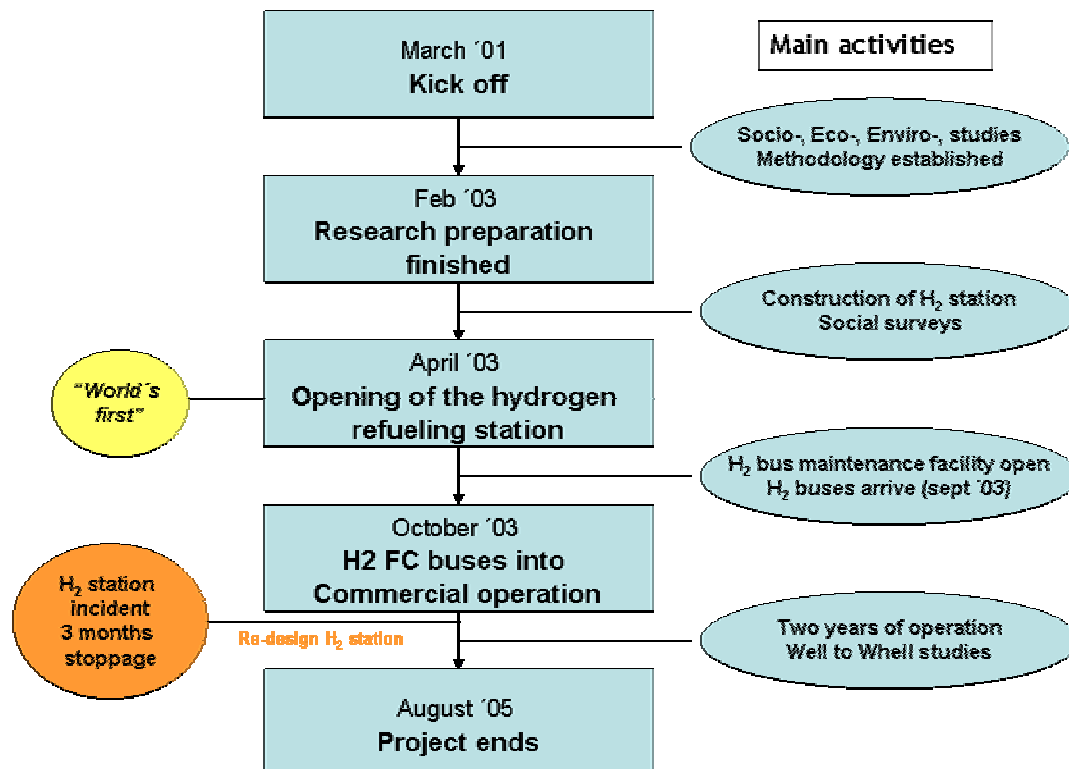 March ´01
Kick off
Main activities
Socio-, Eco-, Enviro-, studies
Methodology established
Feb ´03
Research preparation
finished
Construction of H₂ station
Social surveys
"World´s
first"
April ´03
Opening of the hydrogen
refueling station
H₂ bus maintenance facility open
H₂ buses arrive (sept ´03)
October ´03
H2 FC buses into
Commercial operation
H₂ station
incident
3 months
stoppage
Re-design H₂ station
Two years of operation
Well to Whell studies
August ´05
Project ends